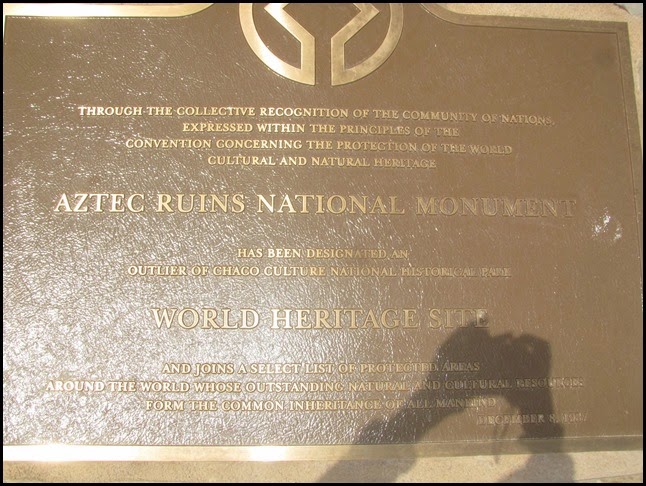 THROUGH THE COLLECTIVE RECOGNITION OF THE COMMUNITY OF NATIONS,
EXPRESSED WITHIN THE PRINCIPLES OF THE
CONVENTION CONCERNING THE PROTECTION OF THE WORLD
CULTURAL AND NATURAL HERITAGE
AZTEC RUINS NATIONAL MONUMENT
HAS BEEN DESIGNATED AN
OUTLIER OF CHACO CULTURE NATIONAL HISTORICAL PARK
WORLD HERITAGE SITE
AND JOINS A SELECT LIST OF PROTECTED AREAS
AROUND THE WORLD WHOSE OUTSTANDING NATURAL AND CULTURAL RESOURCES
FORM THE COMMON INHERITANCE OF ALL MANKIND
DECEMBER 8, 1987